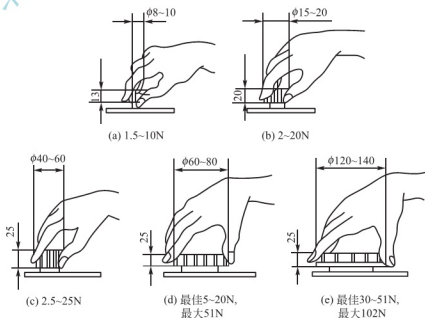 ϕ8~10
ϕ15~20
13
20
(a) 1.5~10N
(b) 2~20N
ϕ40~60
ϕ60~80
ϕ120~140
25
25
25
(c) 2.5~25N
(d) 最佳5~20N,
最大51N
(e) 最佳30~51N,
最大102N